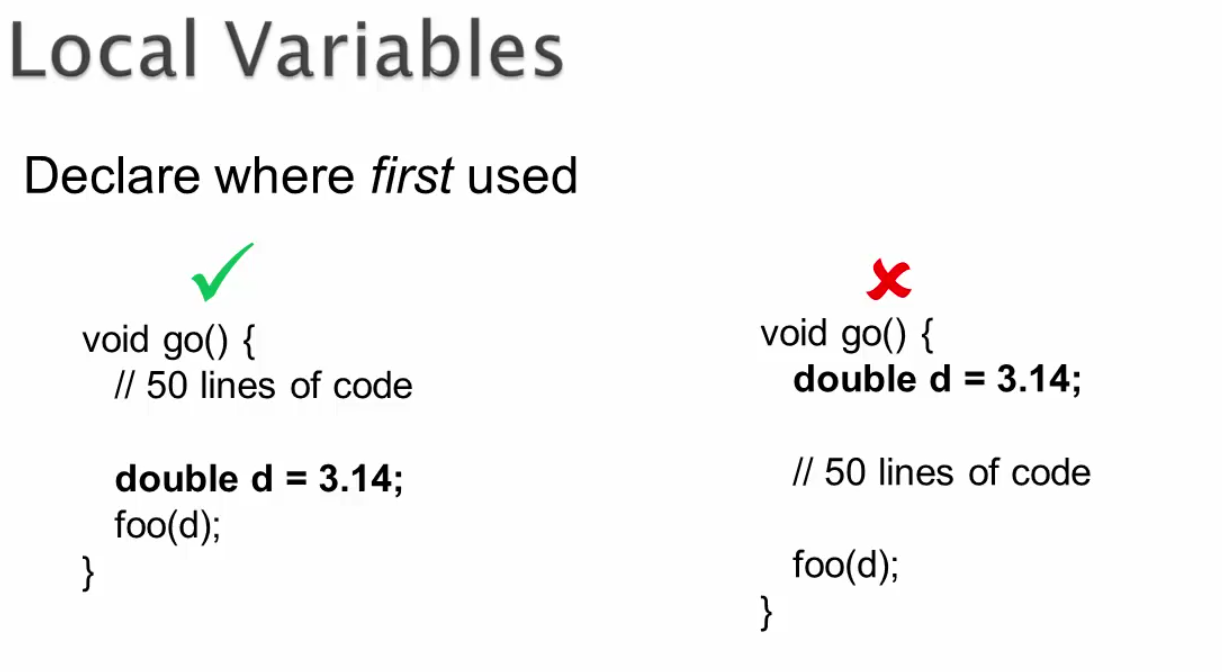 Local Variables
Declare where first used
void go() {
// 50 lines of code
double d = 3.14;
foo(d);
}
void go() {
double d = 3.14;
// 50 lines of code
foo(d);
}